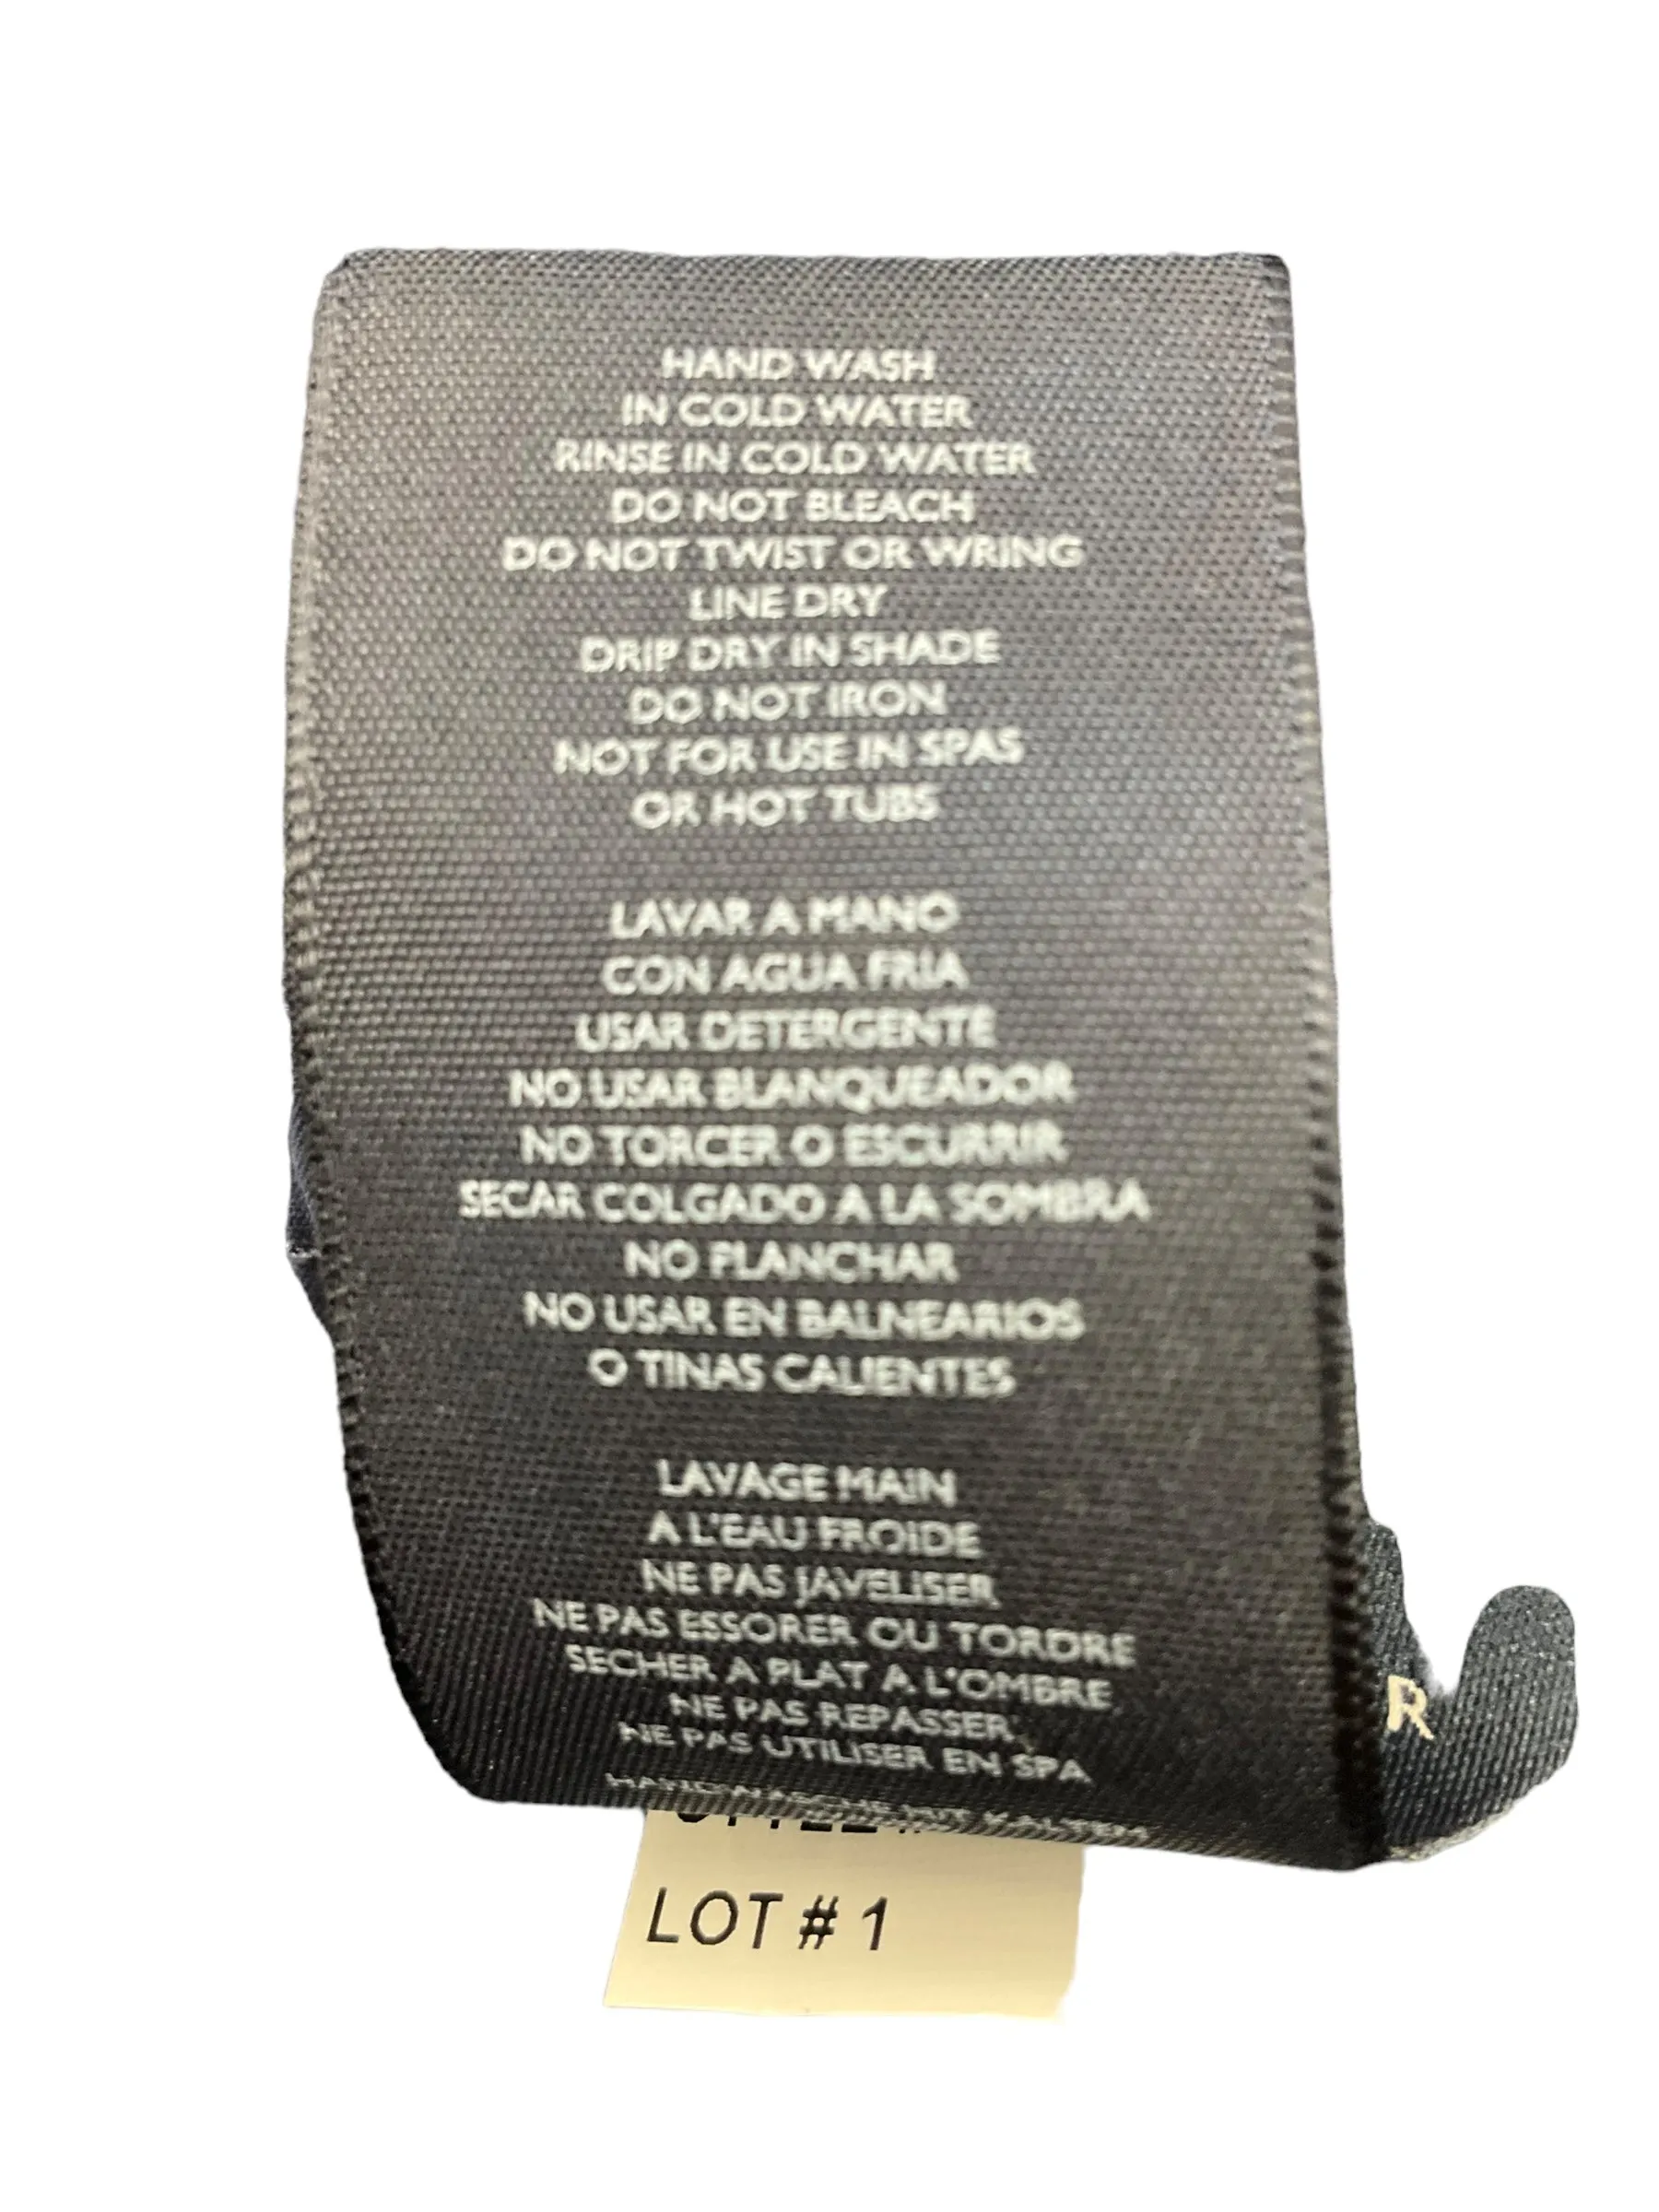 HAND WASH
IN COLD WATER
RINSE IN COLD WATER
DO NOT BLEACH
DO NOT TWIST OR WRING
LINE DRY
DRIP DRY IN SHADE
DO NOT IRON
NOT FOR USE IN SPAS
OR HOT TUBS
LAVAR A MANO
CON AGUA FRIA
USAR DETERGENTE
NO USAR BLANQUEADOR
NO TORCER O ESCURRIR
SECAR COLGADO A LA SOMBRA
NO PLANCHAR
NO USAR EN BALNEARIOS
O TINAS CALIENTES
LAVAGE MAIN
A L'EAU FROIDE
NE PAS JAVELISER
NE PAS ESSORER OU TORDRE
SECHER A PLAT A L'OMBRE
NE PAS REPASSER
NE PAS UTILISER EN SPA
R
LOT # 1